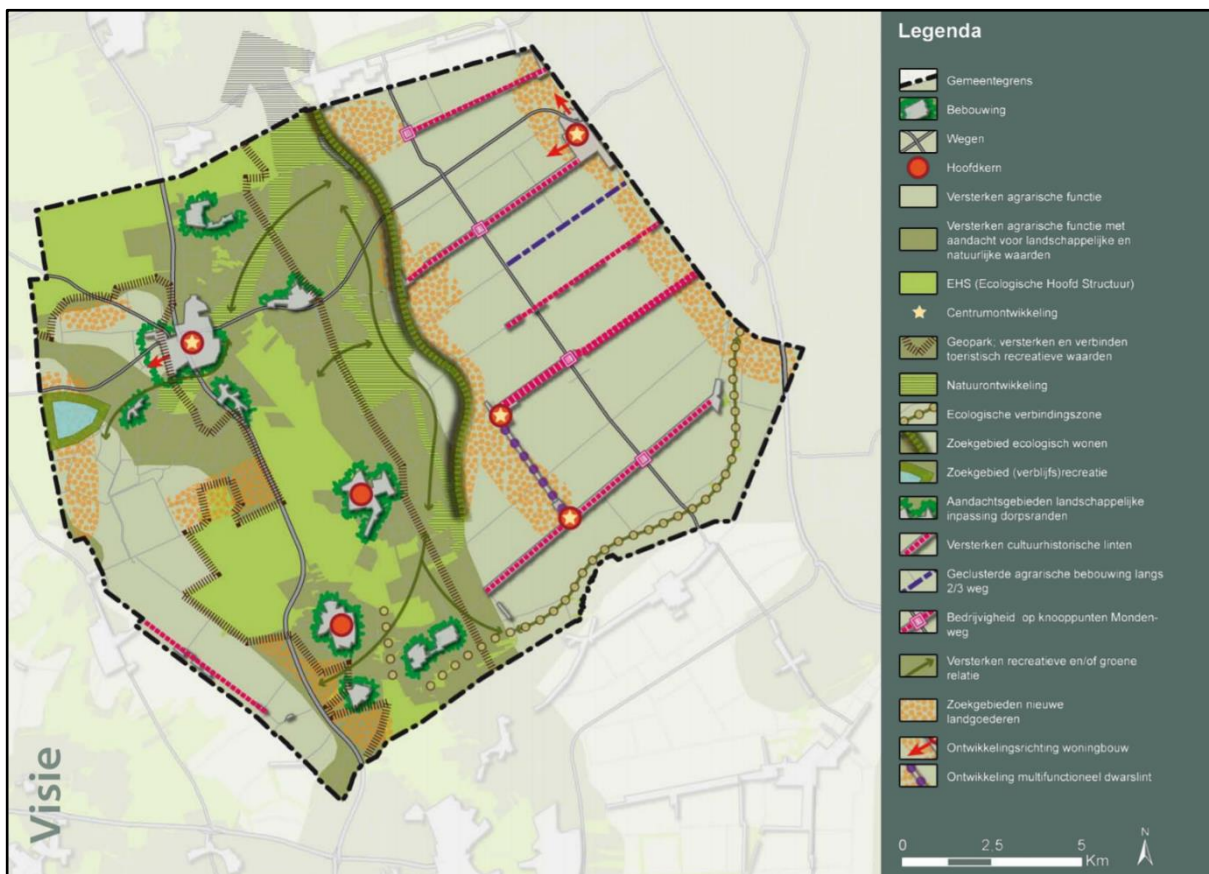 Visie
Legenda
Gemeentegrens
Bebouwing
Wegen
Hoofdkern
Versterken agrarische functie
Versterken agrarische functie met
aandacht voor landschappelijke en
natuurlijke waarden
EHS (Ecologische Hoofd Structuur)
Centrumontwikkeling
Geopark; versterken en verbinden
toeristisch recreatieve waarden
Natuurontwikkeling
Ecologische verbindingszone
Zoekgebied ecologisch wonen
Zoekgebied (verblijfs)recreatie
Aandachtsgebieden landschappelijke
inpassing dorpsranden
Versterken cultuurhistorische linten
Geclusterde agrarische bebouwing langs
2/3 weg
Bedrijvigheid op knooppunten Monden-
weg
Versterken recreatieve en/of groene
relatie
Zoekgebieden nieuwe
landgoederen
Ontwikkelingsrichting woningbouw
Ontwikkeling multifunctioneel dwarslint
0 2,5 5
Km
N